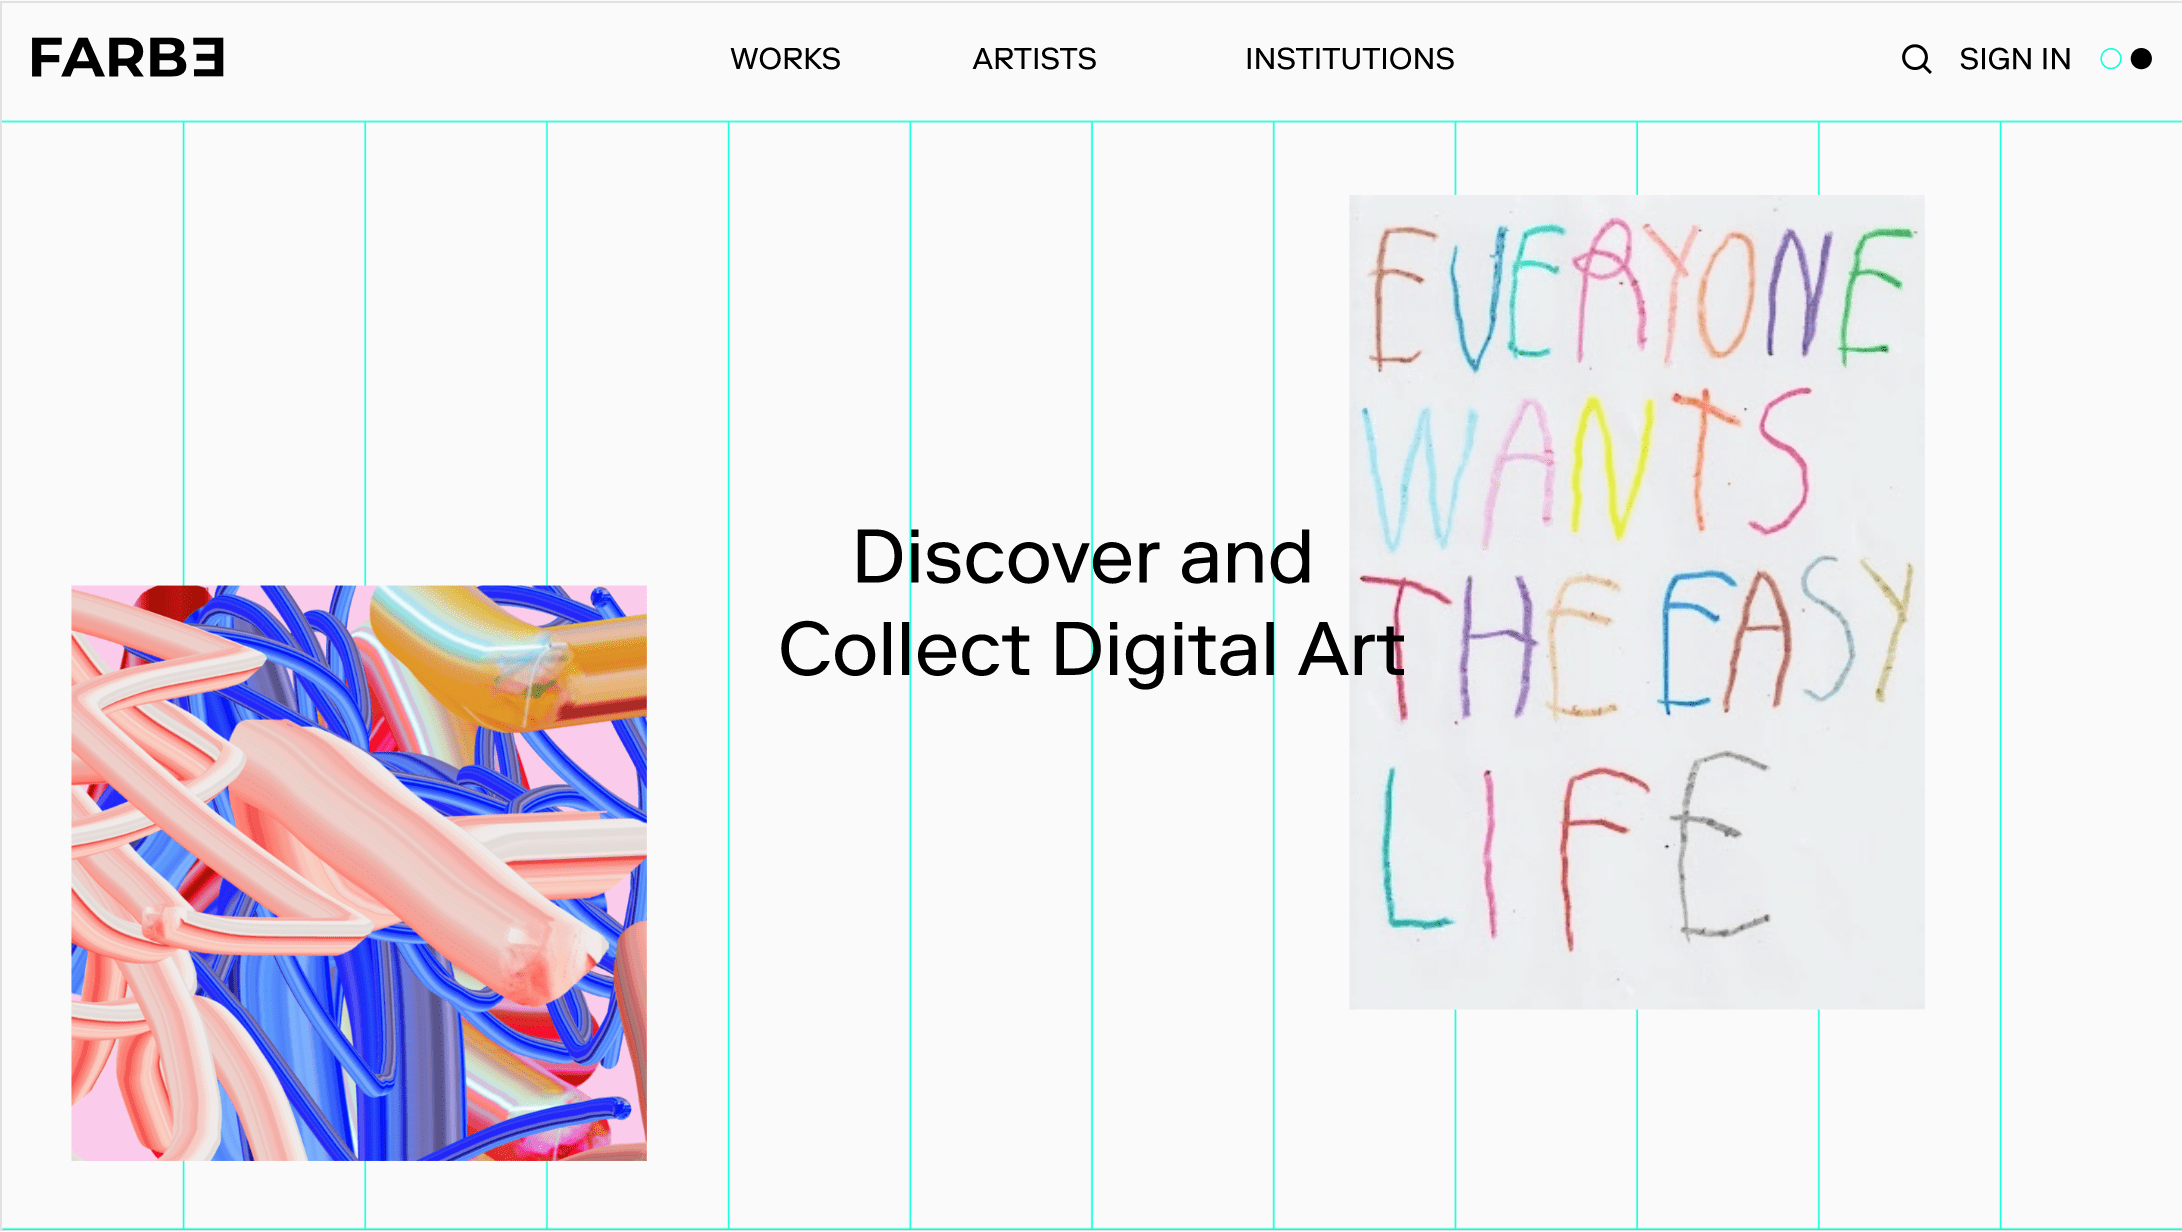 FARBƎ
WORKS
ARTISTS
INSTITUTIONS
SIGN IN
Discover and
Collect Digital Art
EVERYONE
WANTS
THE EASY
LIFE